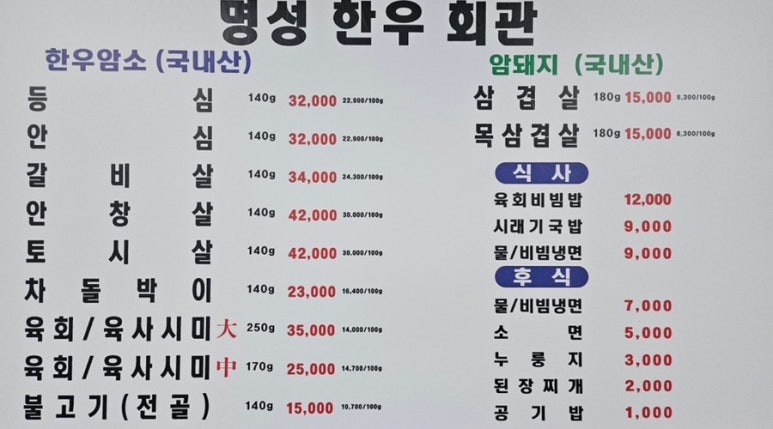 명성 한우 회관
한우암소 (국내산)
등심 140g 32,000 22,900/100g
안심 140g 32,000 22,900/100g
갈비살 140g 34,000 24,300/100g
안창살 140g 42,000 30,000/100g
토시살 140g 42,000 30,000/100g
차돌박이 140g 23,000 16,400/100g
육회/육사시미大 250g 35,000 14,000/100g
육회/육사시미中 170g 25,000 14,700/100g
불고기(전골) 140g 15,000 10,700/100g
암돼지 (국내산)
삼겹살 180g 15,000 8,300/100g
목삼겹살 180g 15,000 8,300/100g
식사
육회비빔밥 12,000
시래기국밥 9,000
물/비빔냉면 9,000
후식
물/비빔냉면 7,000
소면 5,000
누룽지 3,000
된장찌개 2,000
공기밥 1,000